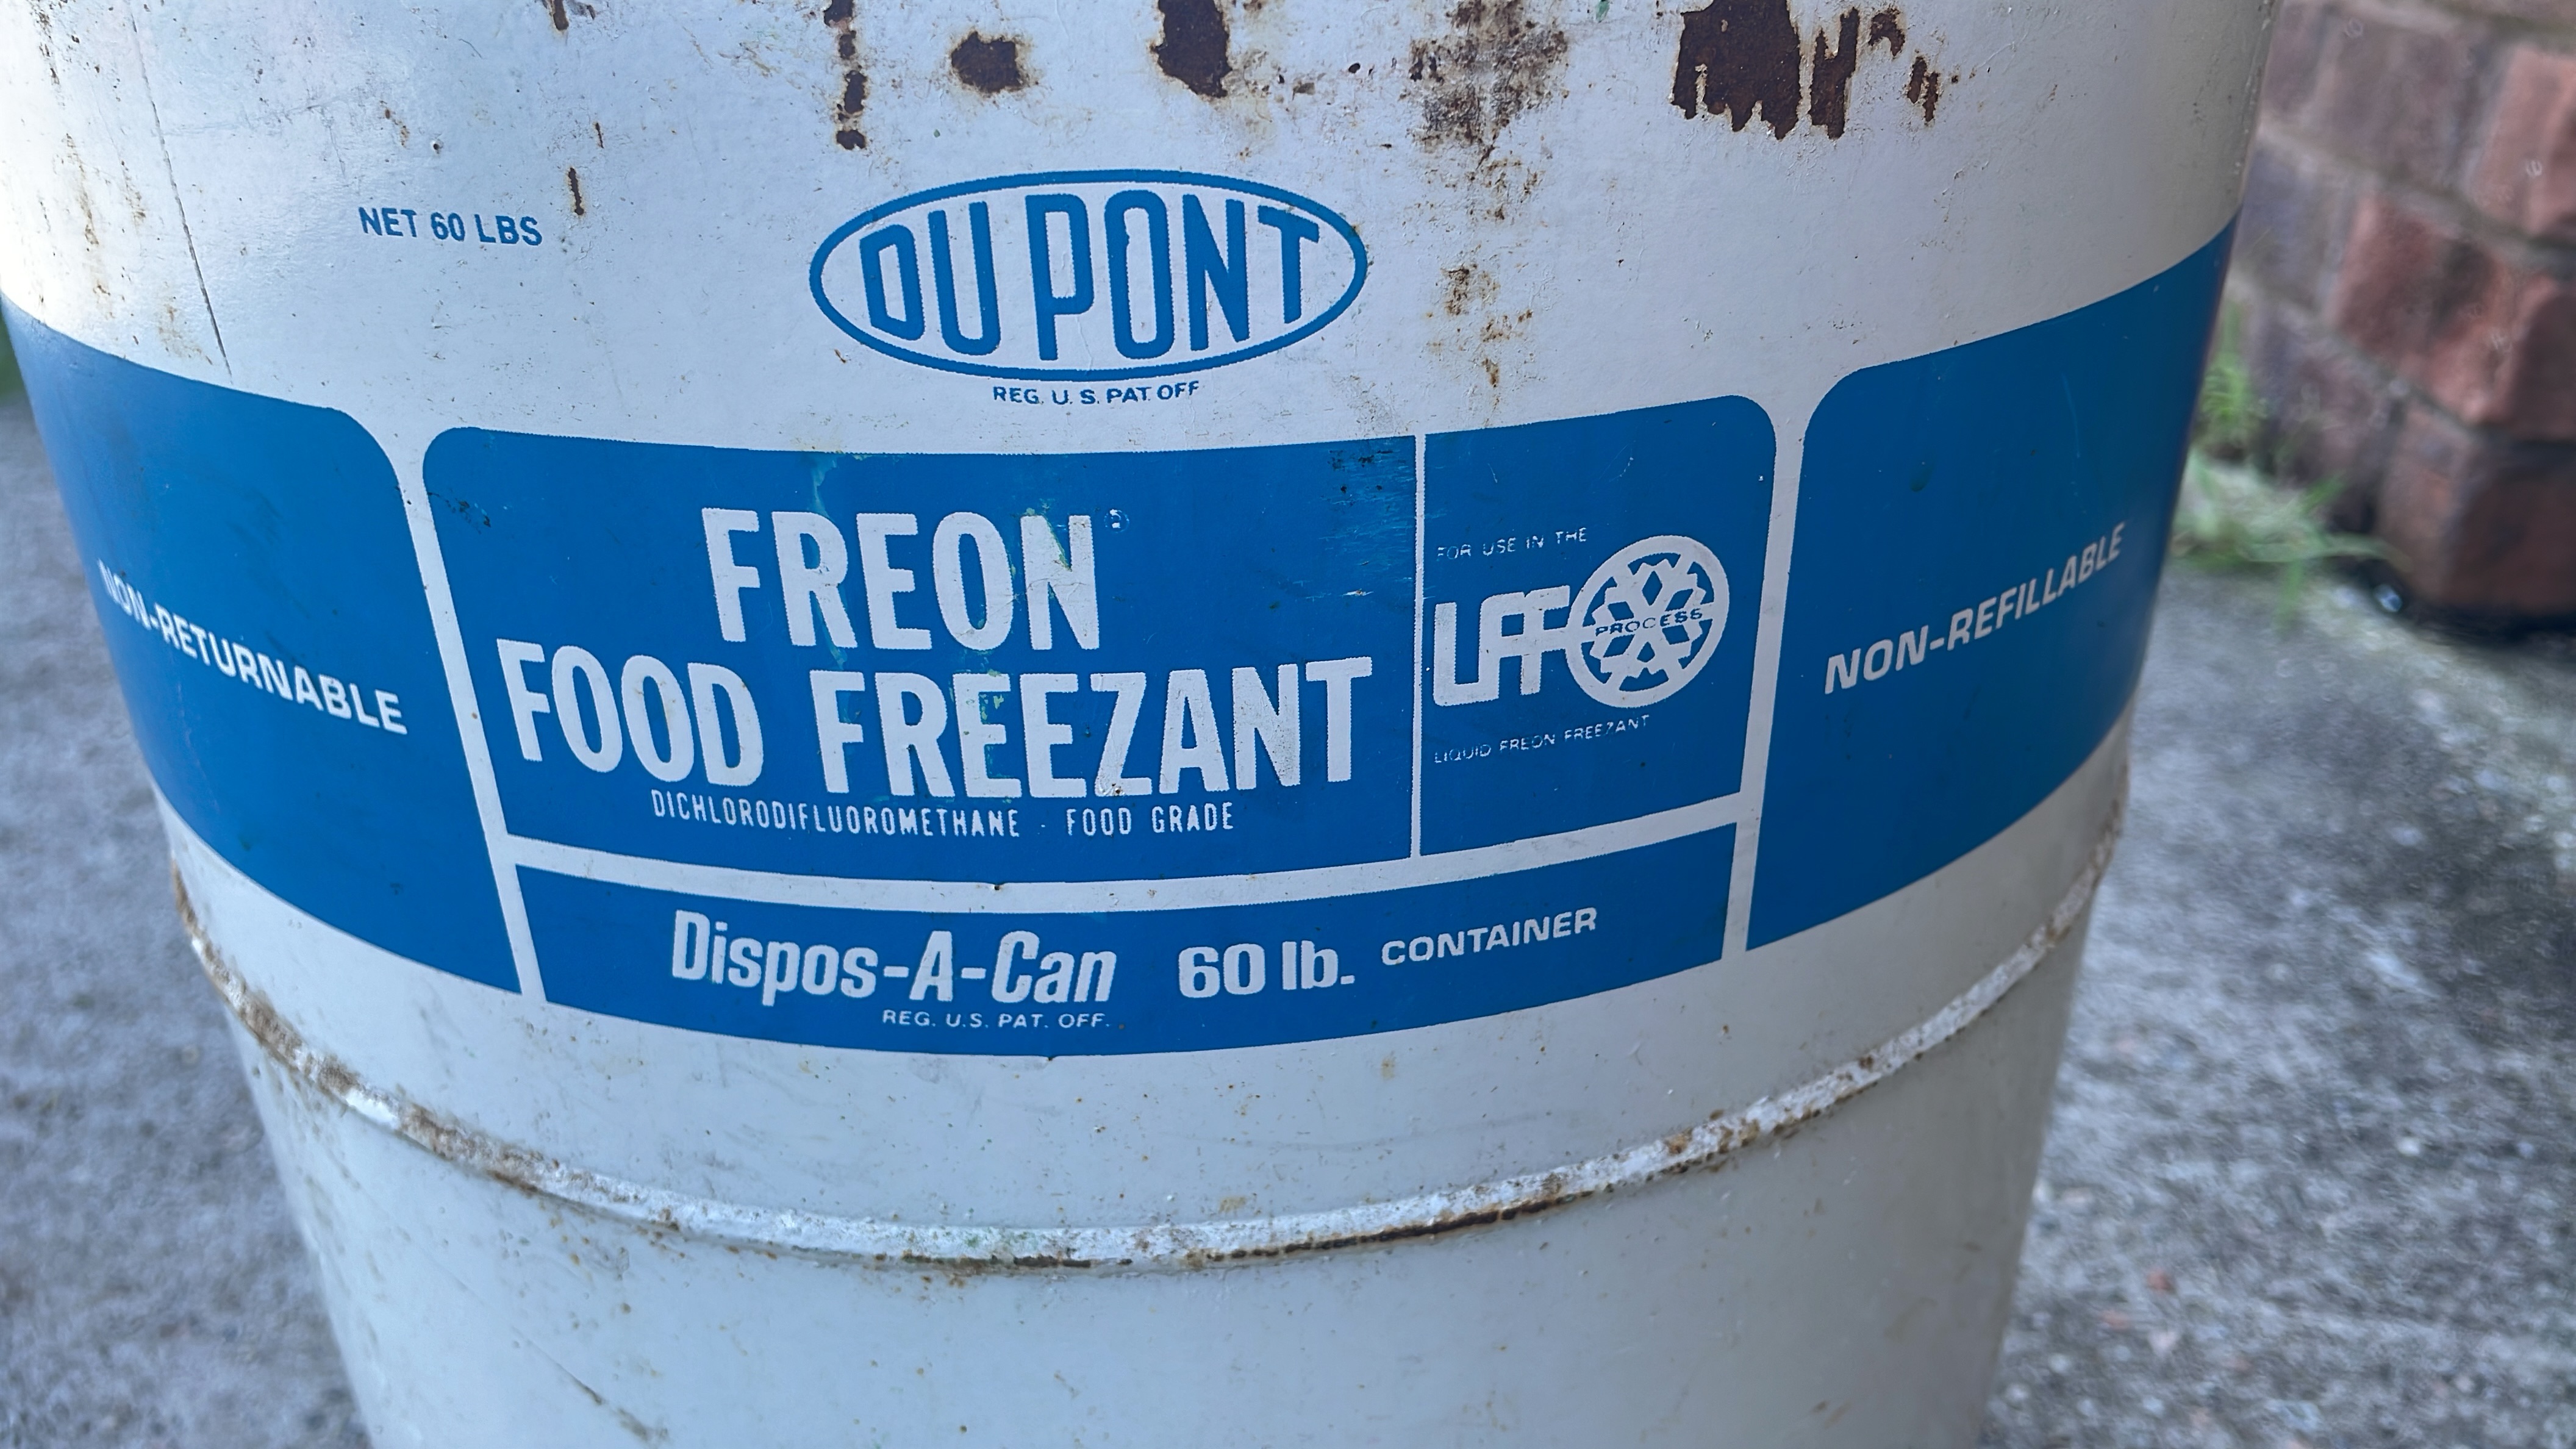 NET 60 LBS
DU PONT
REG. U. S. PAT. OFF
FREON®
FOOD FREEZANT
DICHLORODIFLUOROMETHANE - FOOD GRADE
FOR USE IN THE
LFF PROCESS
LIQUID FREON FREEZANT
NON-RETURNABLE
NON-REFILLABLE
Dispos-A-Can 60 lb. CONTAINER
REG. U.S. PAT. OFF.